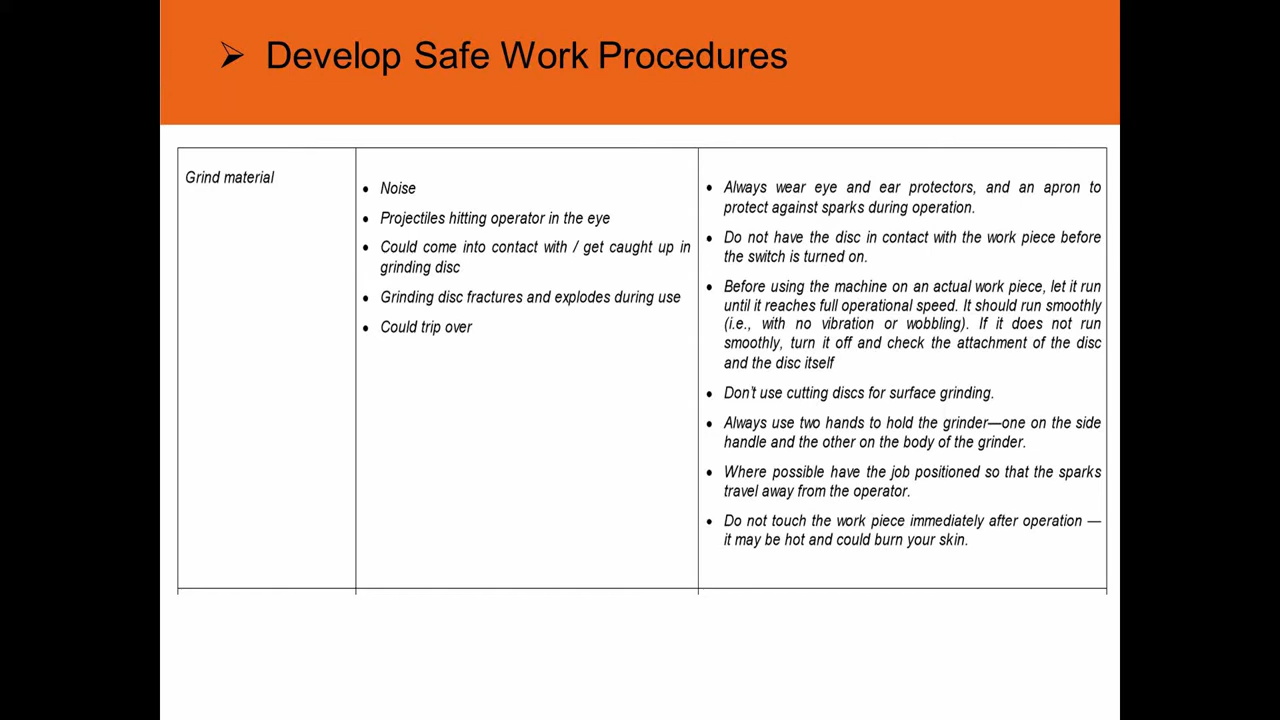 ➢ Develop Safe Work Procedures
Grind material
• Noise
• Projectiles hitting operator in the eye
• Could come into contact with / get caught up in
grinding disc
• Grinding disc fractures and explodes during use
• Could trip over
• Always wear eye and ear protectors, and an apron to
protect against sparks during operation.
• Do not have the disc in contact with the work piece before
the switch is turned on.
• Before using the machine on an actual work piece, let it run
until it reaches full operational speed. It should run smoothly
(i.e., with no vibration or wobbling). If it does not run
smoothly, turn it off and check the attachment of the disc
and the disc itself
• Don't use cutting discs for surface grinding.
• Always use two hands to hold the grinder—one on the side
handle and the other on the body of the grinder.
• Where possible have the job positioned so that the sparks
travel away from the operator.
• Do not touch the work piece immediately after operation —
it may be hot and could burn your skin.